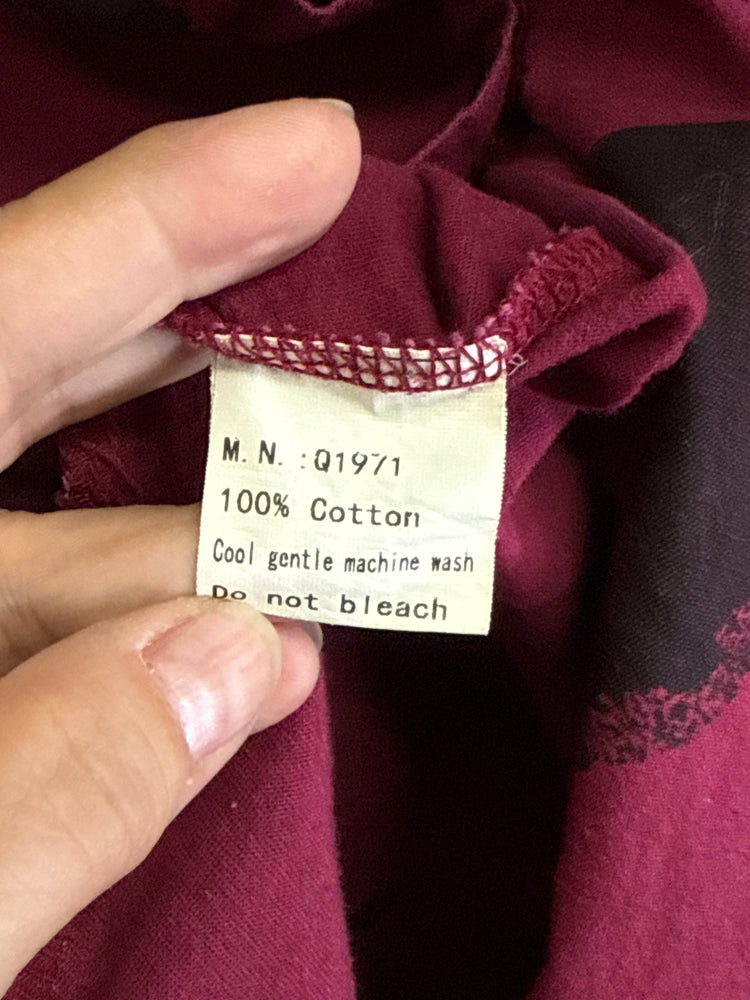 M. N. :Q1971
100% Cotton
Cool gentle machine wash
Do not bleach